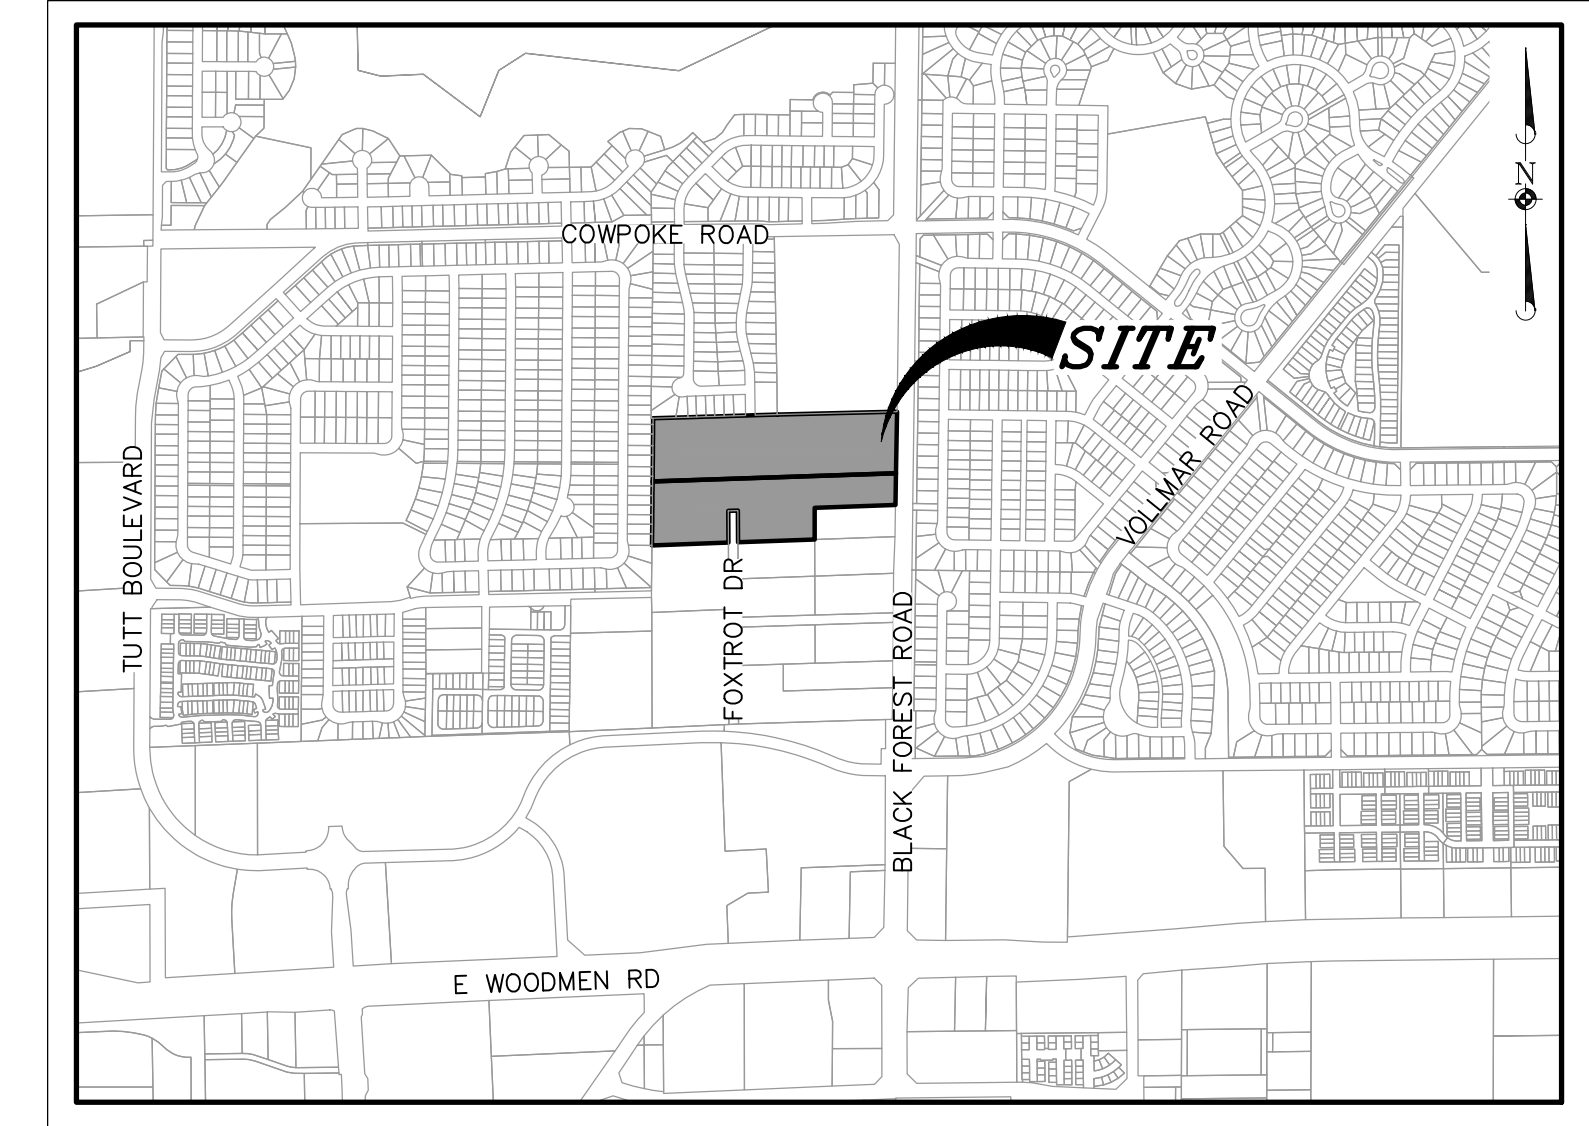 N
COWPOKE ROAD
SITE
VOLLMAR ROAD
TUTT BOULEVARD
FOXTROT DR
BLACK FOREST ROAD
E WOODMEN RD